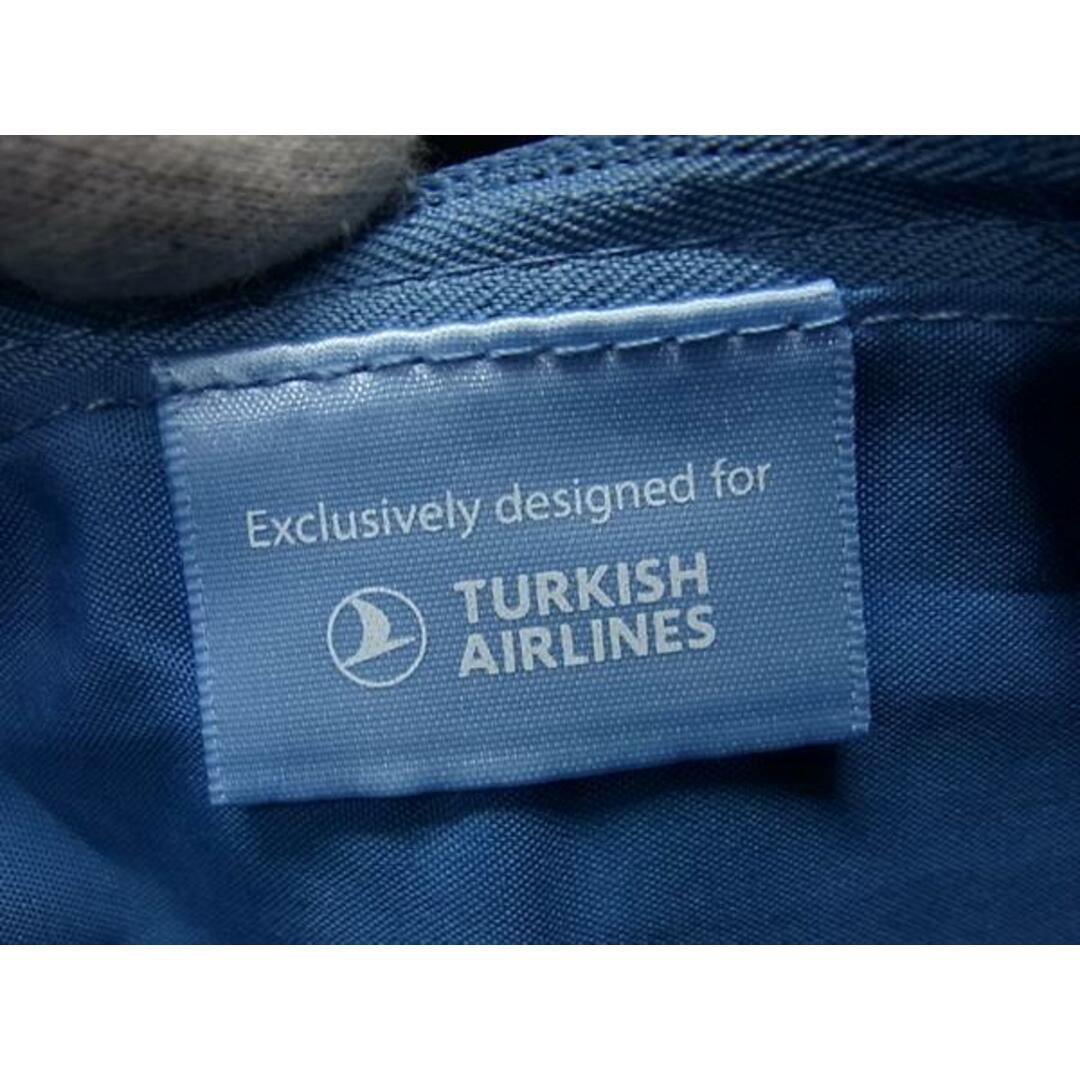 Exclusively designed for
TURKISH
AIRLINES